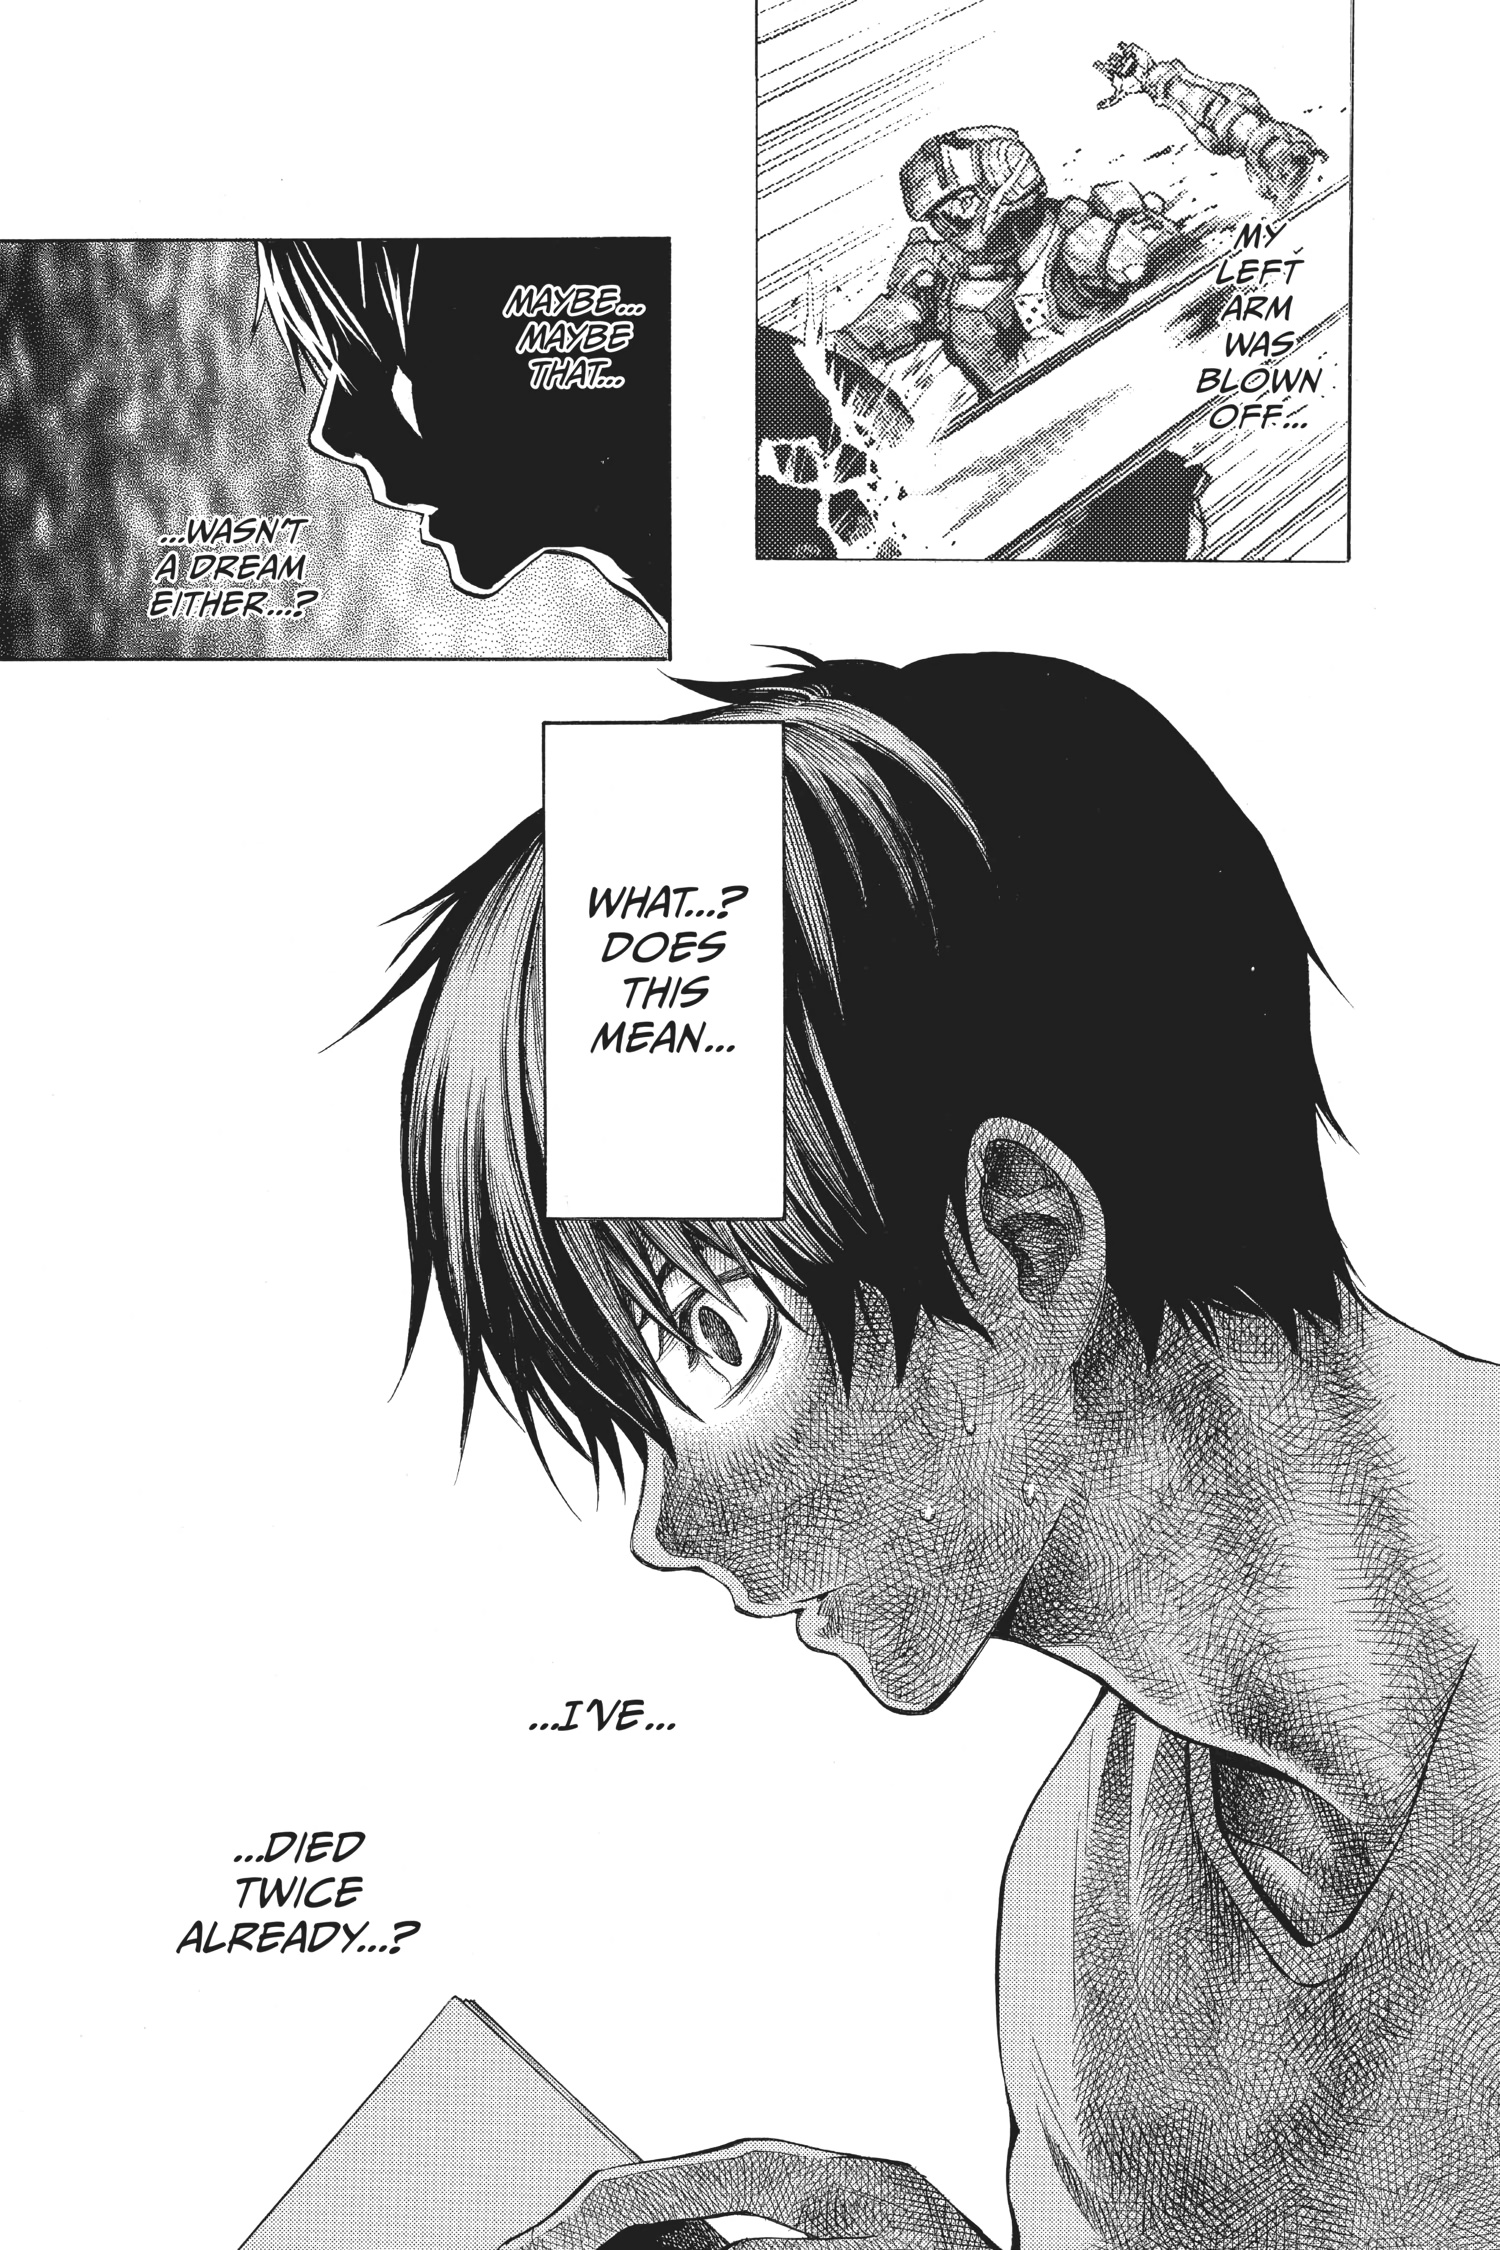 MY
LEFT
ARM
WAS
BLOWN
OFF...
MAYBE...
MAYBE
THAT...
...WASN'T
A DREAM
EITHER...?
WHAT...?
DOES
THIS
MEAN...
...I'VE...
...DIED
TWICE
ALREADY...?